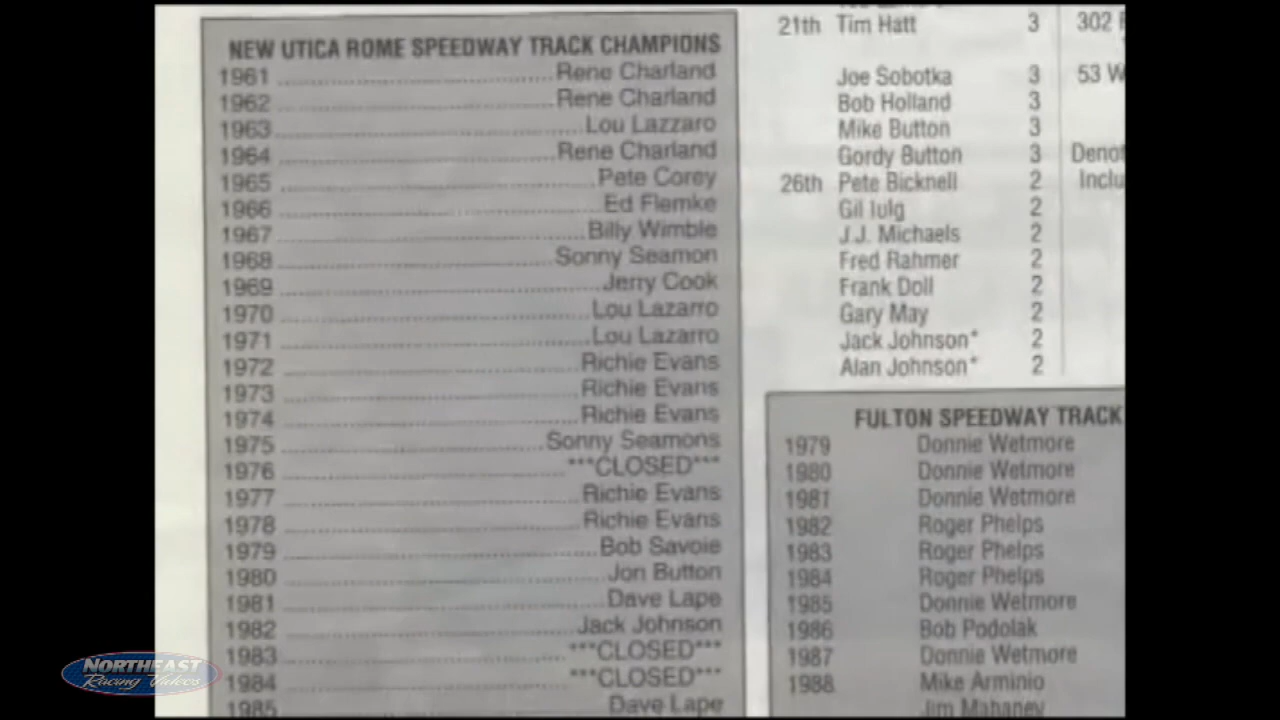 NEW UTICA ROME SPEEDWAY TRACK CHAMPIONS
1961 Rene Charland
1962 Rene Charland
1963 Lou Lazzaro
1964 Rene Charland
1965 Pete Corey
1966 Ed Flemke
1967 Billy Wimble
1968 Sonny Seamon
1969 Jerry Cook
1970 Lou Lazarro
1971 Lou Lazarro
1972 Richie Evans
1973 Richie Evans
1974 Richie Evans
1975 Sonny Seamons
1976 ***CLOSED***
1977 Richie Evans
1978 Richie Evans
1979 Bob Savoie
1980 Jon Button
1981 Dave Lape
1982 Jack Johnson
1983 ***CLOSED***
1984 ***CLOSED***
1985 Dave Lape
21th Tim Hatt 3 302
Joe Sobotka 3 53
Bob Holland 3
Mike Button 3
Gordy Button 3
26th Pete Bicknell 2
Gil Iulg 2
J.J. Michaels 2
Fred Rahmer 2
Frank Doll 2
Gary May 2
Jack Johnson* 2
Alan Johnson* 2
FULTON SPEEDWAY TRACK
1979 Donnie Wetmore
1980 Donnie Wetmore
1981 Donnie Wetmore
1982 Roger Phelps
1983 Roger Phelps
1984 Roger Phelps
1985 Donnie Wetmore
1986 Bob Podolak
1987 Donnie Wetmore
1988 Mike Arminio
Jim Mahaney
NORTHEAST
Racing Videos